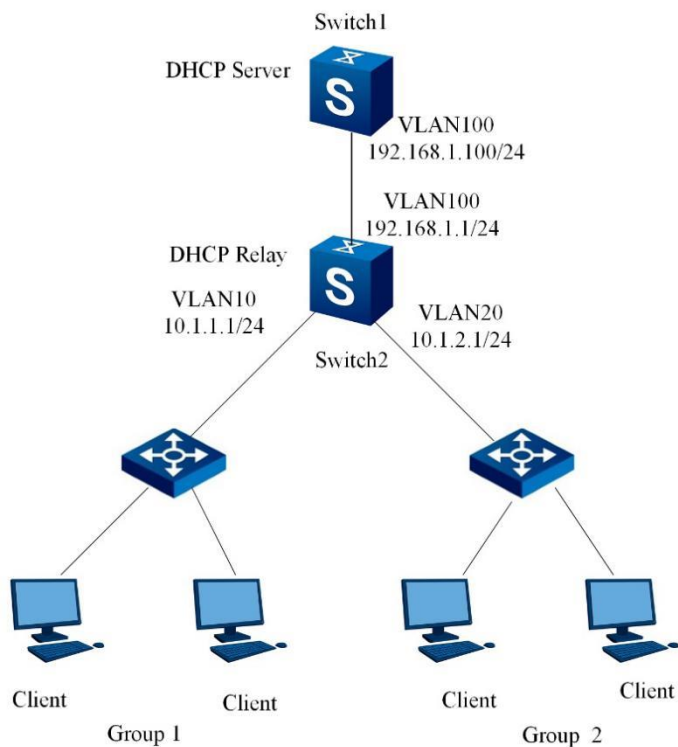 Switch1
DHCP Server
S
VLAN100
192.168.1.100/24
VLAN100
192.168.1.1/24
DHCP Relay
S
VLAN10
10.1.1.1/24
VLAN20
10.1.2.1/24
Switch2
Client
Client
Client
Client
Group 1
Group 2